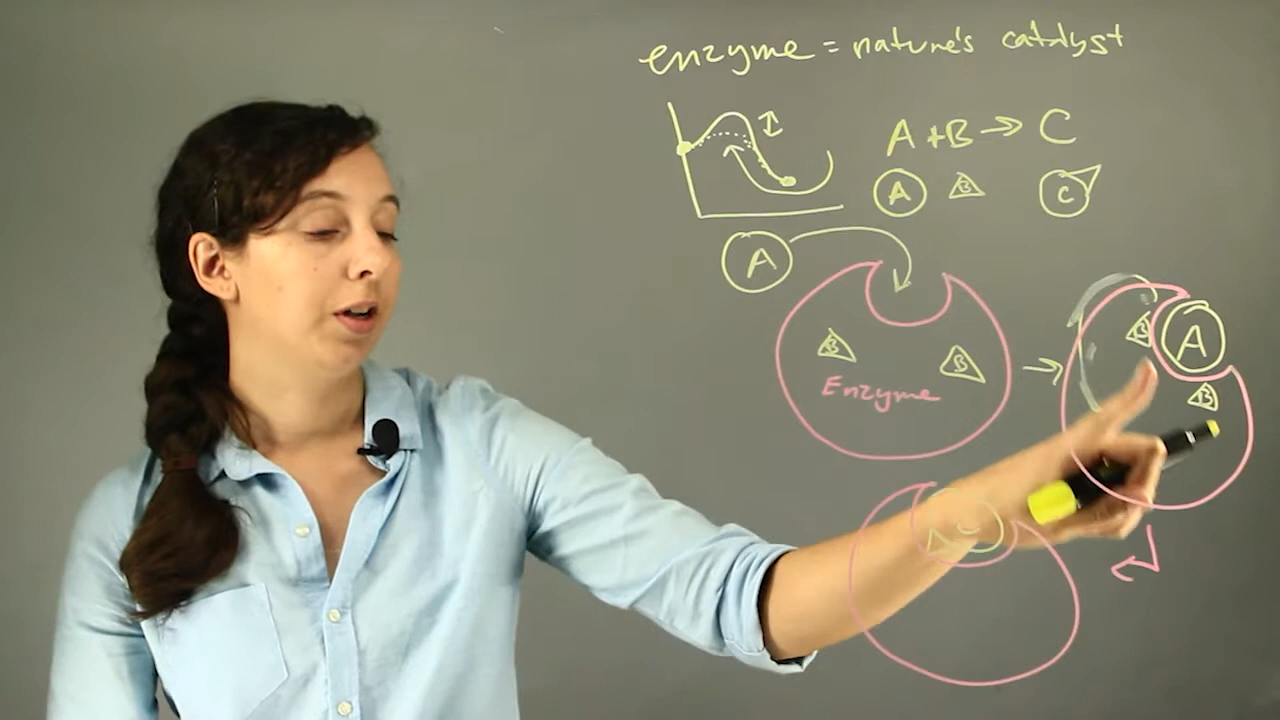 enzyme = nature's catalyst
A + B → C
A B C
A
B B
Enzyme
B A
B
C